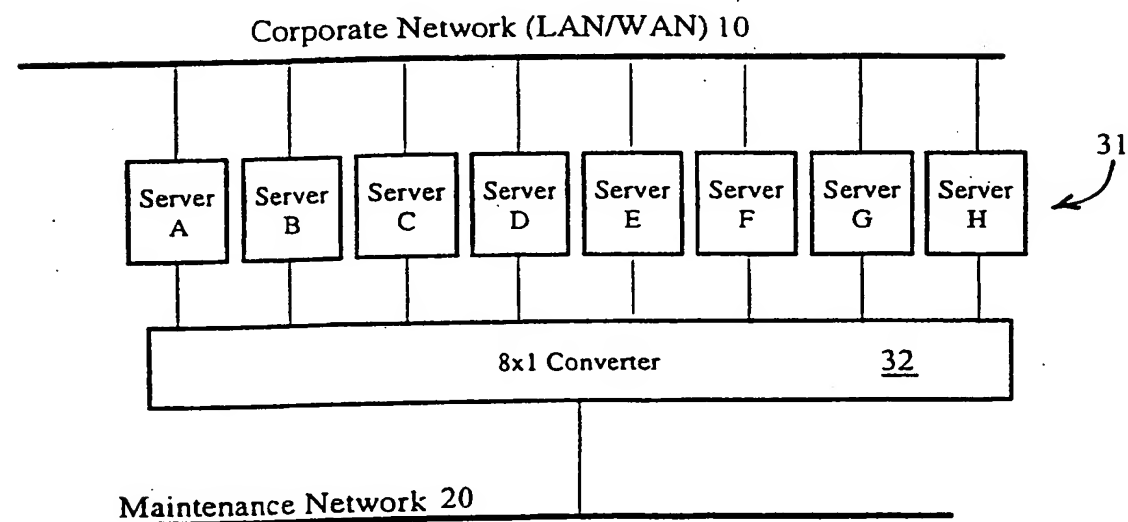 Corporate Network (LAN/WAN) 10
31
Server A
Server B
Server C
Server D
Server E
Server F
Server G
Server H
8x1 Converter 32
Maintenance Network 20